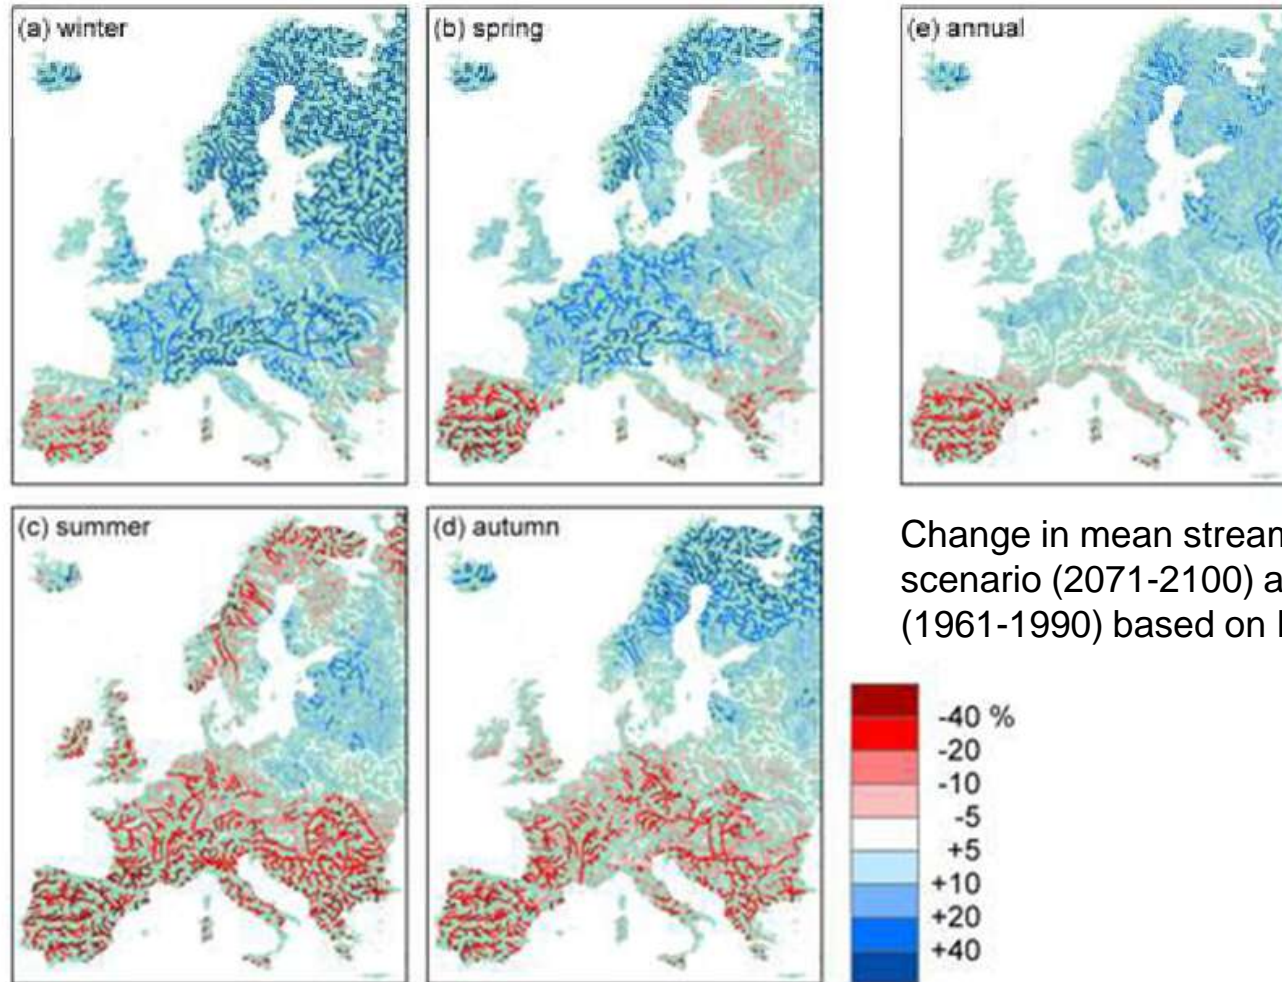 (a) winter
(b) spring
(e) annual
(c) summer
(d) autumn
Change in mean
scenario (2071-2100)
(1961-1990) based on
-40 %
-20
-10
-5
+5
+10
+20
+40